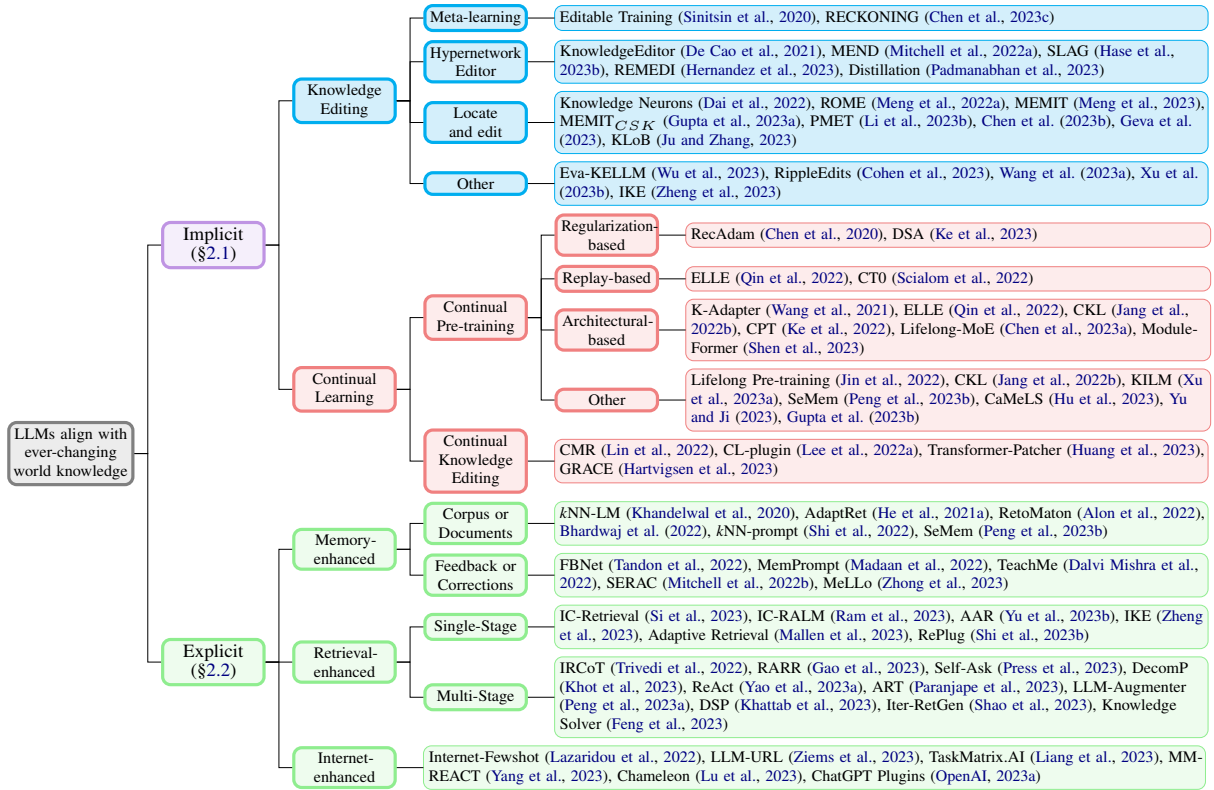 Meta-learning
Editable Training (Sinitsin et al., 2020), RECKONING (Chen et al., 2023c)
Hypernetwork
Editor
KnowledgeEditor (De Cao et al., 2021), MEND (Mitchell et al., 2022a), SLAG (Hase et al.,
2023b), REMEDI (Hernandez et al., 2023), Distillation (Padmanabhan et al., 2023)
Knowledge
Editing
Locate
and edit
Knowledge Neurons (Dai et al., 2022), ROME (Meng et al., 2022a), MEMIT (Meng et al., 2023),
MEMIT_CSK (Gupta et al., 2023a), PMET (Li et al., 2023b), Chen et al. (2023b), Geva et al.
(2023), KLoB (Ju and Zhang, 2023)
Other
Eva-KELLM (Wu et al., 2023), RippleEdits (Cohen et al., 2023), Wang et al. (2023a), Xu et al.
(2023b), IKE (Zheng et al., 2023)
Implicit
(§2.1)
Regularization-
based
RecAdam (Chen et al., 2020), DSA (Ke et al., 2023)
Replay-based
ELLE (Qin et al., 2022), CT0 (Scialom et al., 2022)
Continual
Pre-training
Architectural-
based
K-Adapter (Wang et al., 2021), ELLE (Qin et al., 2022), CKL (Jang et al.,
2022b), CPT (Ke et al., 2022), Lifelong-MoE (Chen et al., 2023a), Module-
Former (Shen et al., 2023)
Continual
Learning
Other
Lifelong Pre-training (Jin et al., 2022), CKL (Jang et al., 2022b), KILM (Xu
et al., 2023a), SeMem (Peng et al., 2023b), CaMeLS (Hu et al., 2023), Yu
and Ji (2023), Gupta et al. (2023b)
LLMs align with
ever-changing
world knowledge
Continual
Knowledge
Editing
CMR (Lin et al., 2022), CL-plugin (Lee et al., 2022a), Transformer-Patcher (Huang et al., 2023),
GRACE (Hartvigsen et al., 2023)
Corpus or
Documents
kNN-LM (Khandelwal et al., 2020), AdaptRet (He et al., 2021a), RetoMaton (Alon et al., 2022),
Bhardwaj et al. (2022), kNN-prompt (Shi et al., 2022), SeMem (Peng et al., 2023b)
Memory-
enhanced
Feedback or
Corrections
FBNet (Tandon et al., 2022), MemPrompt (Madaan et al., 2022), TeachMe (Dalvi Mishra et al.,
2022), SERAC (Mitchell et al., 2022b), MeLLo (Zhong et al., 2023)
Single-Stage
IC-Retrieval (Si et al., 2023), IC-RALM (Ram et al., 2023), AAR (Yu et al., 2023b), IKE (Zheng
et al., 2023), Adaptive Retrieval (Mallen et al., 2023), RePlug (Shi et al., 2023b)
Explicit
(§2.2)
Retrieval-
enhanced
Multi-Stage
IRCoT (Trivedi et al., 2022), RARR (Gao et al., 2023), Self-Ask (Press et al., 2023), DecomP
(Khot et al., 2023), ReAct (Yao et al., 2023a), ART (Paranjape et al., 2023), LLM-Augmenter
(Peng et al., 2023a), DSP (Khattab et al., 2023), Iter-RetGen (Shao et al., 2023), Knowledge
Solver (Feng et al., 2023)
Internet-
enhanced
Internet-Fewshot (Lazaridou et al., 2022), LLM-URL (Ziems et al., 2023), TaskMatrix.AI (Liang et al., 2023), MM-
REACT (Yang et al., 2023), Chameleon (Lu et al., 2023), ChatGPT Plugins (OpenAI, 2023a)